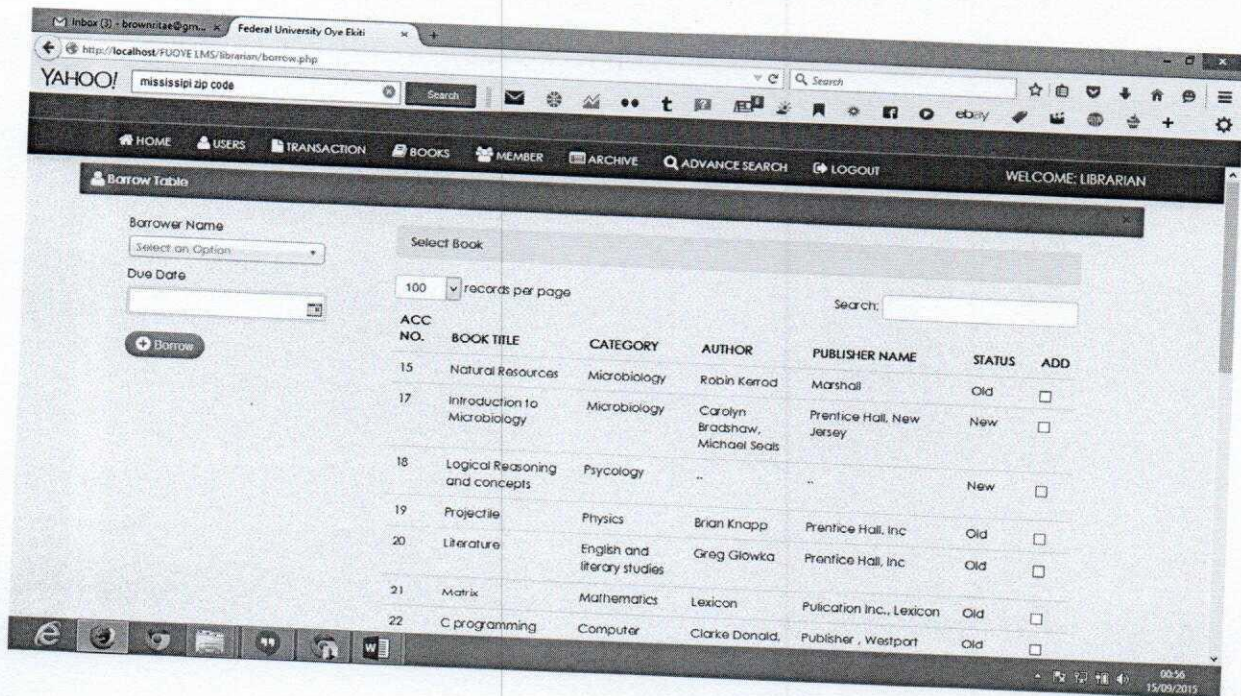 Inbox (3) - brownritae@gm...
Federal University Oye Ekiti
http://localhost/FUOYE LMS/librarian/borrow.php
Search
YAHOO!
mississipi zip code
Search
ebay
HOME USERS TRANSACTION BOOKS MEMBER ARCHIVE ADVANCE SEARCH LOGOUT WELCOME: LIBRARIAN
Borrow Table
Borrower Name
Select an Option
Due Date
Borrow
Select Book
100 records per page
Search:
ACC NO. BOOK TITLE CATEGORY AUTHOR PUBLISHER NAME STATUS ADD
15 Natural Resources Microbiology Robin Kerrod Marshall Old
17 Introduction to Microbiology Carolyn Prentice Hall, New New
Microbiology Bradshaw, Jersey
Michael Seals
18 Logical Reasoning Psycology .. .. New
and concepts
19 Projectile Physics Brian Knapp Prentice Hall, Inc Old
20 Literature English and Greg Glowka Prentice Hall, Inc Old
literary studies
21 Matrix Mathematics Lexicon Pulication Inc., Lexicon Old
22 C programming Computer Clarke Donald, Publisher , Westport Old
00:56
15/09/2015